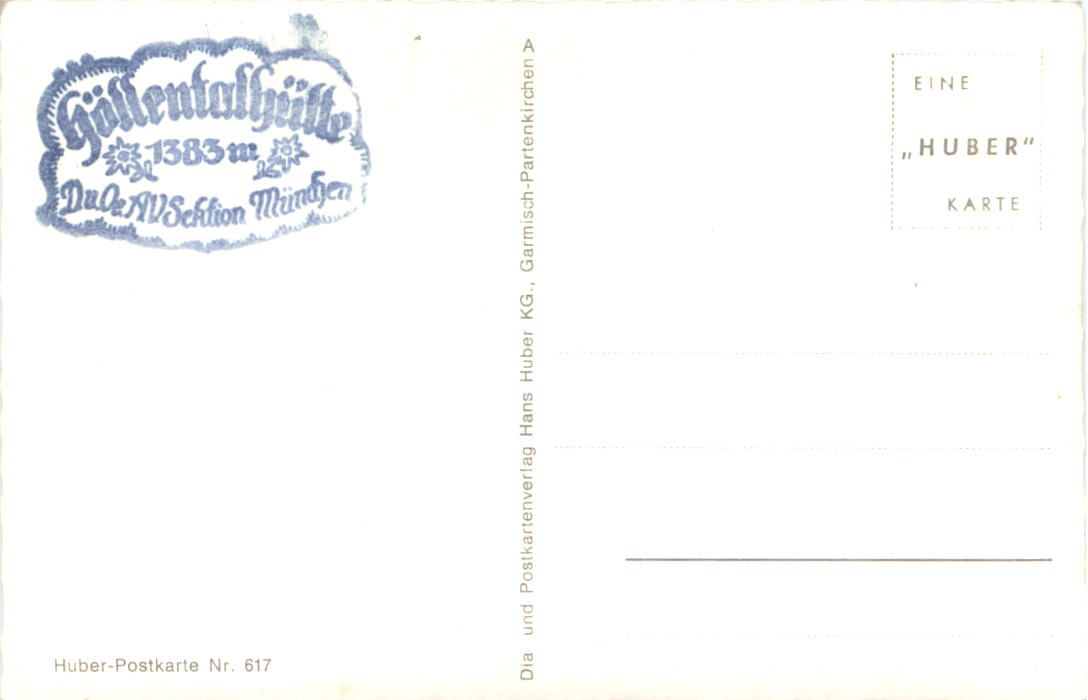 Höllentalhütte
1383 m
D.u.Oe.AV Sektion München
Dia und Postkartenverlag Hans Huber KG., Garmisch-Partenkirchen A
EINE
„HUBER"
KARTE
Huber-Postkarte Nr. 617